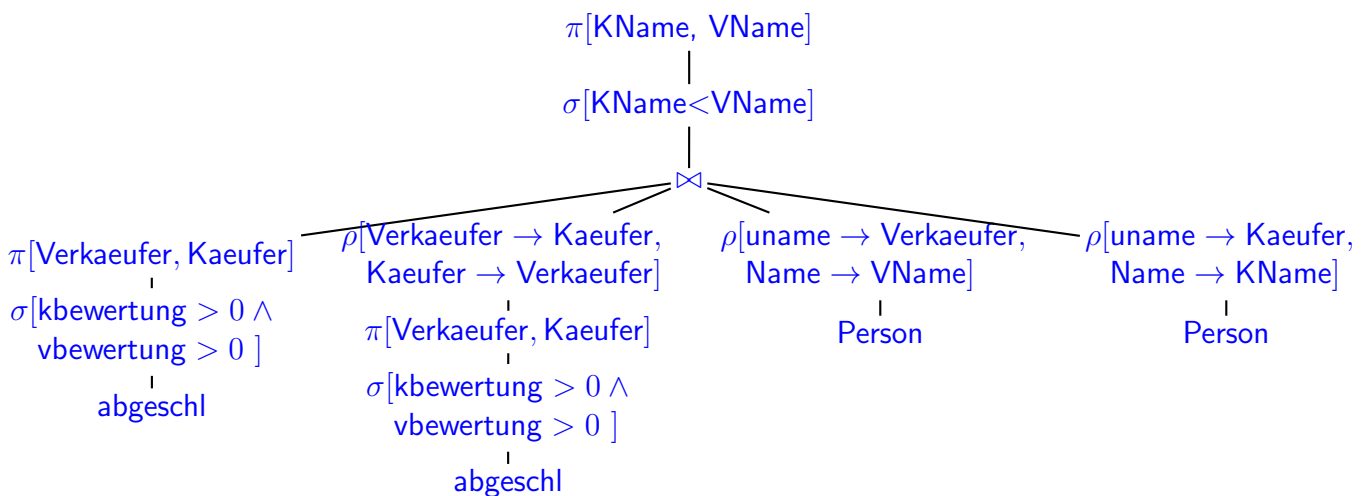 π[KName, VName]
σ[KName<VName]
⋈
π[Verkaeufer, Kaeufer]
σ[kbewertung > 0 ∧
vbewertung > 0 ]
abgeschl
ρ[Verkaeufer → Kaeufer,
Kaeufer → Verkaeufer]
π[Verkaeufer, Kaeufer]
σ[kbewertung > 0 ∧
vbewertung > 0 ]
abgeschl
ρ[uname → Verkaeufer,
Name → VName]
Person
ρ[uname → Kaeufer,
Name → KName]
Person